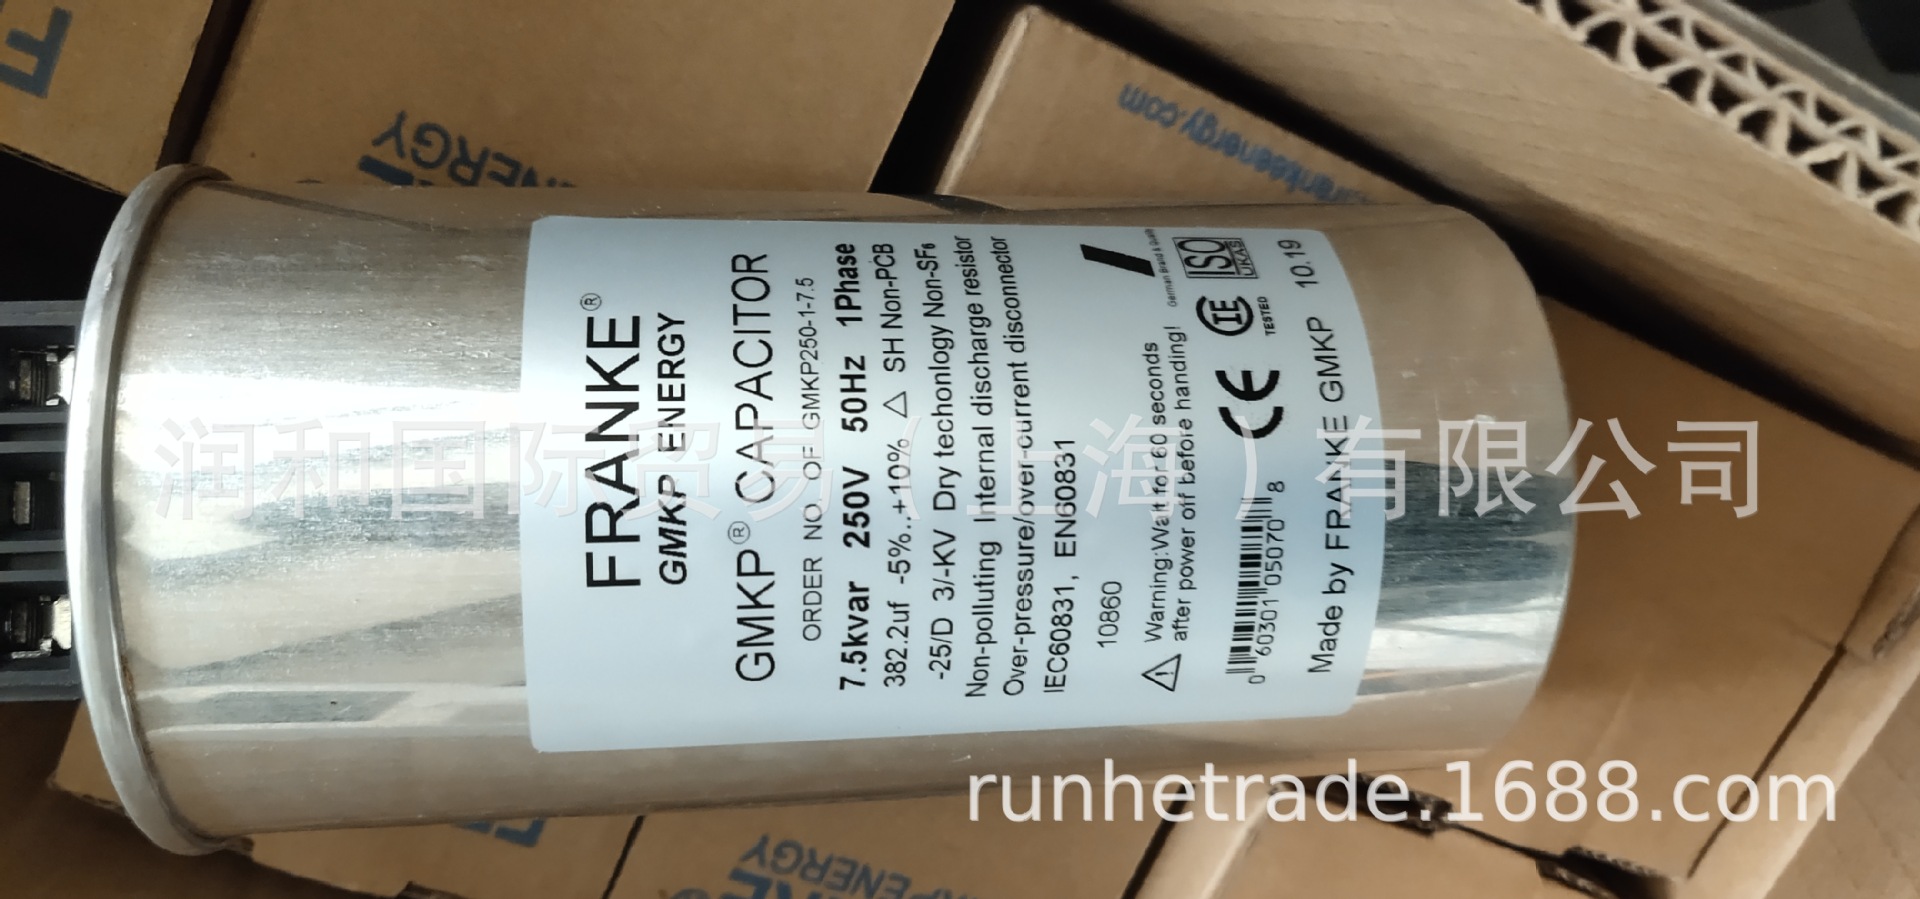 FRANKE®
GMKP ENERGY
GMKP® CAPACITOR
ORDER NO. OF GMKP250-1-7.5
7.5kvar 250V 50Hz 1Phase
382.2uf -5%..+10% △ SH Non-PCB
-25/D 3/-KV Dry techonlogy Non-SF₆
Non-polluting Internal discharge resistor
Over-pressure/over-current disconnector
IEC60831, EN60831
10860
German Brand & Quality
Warning:Wait for 60 seconds
after power off before handing!
CE
IE
TESTED
ISO
UKAS
0 60301 05070 8
Made by FRANKE GMKP 10.19
润和国际贸易（上海）有限公司
runhetrade.1688.com
ENERGY
frankeenergy.com
ENERGY